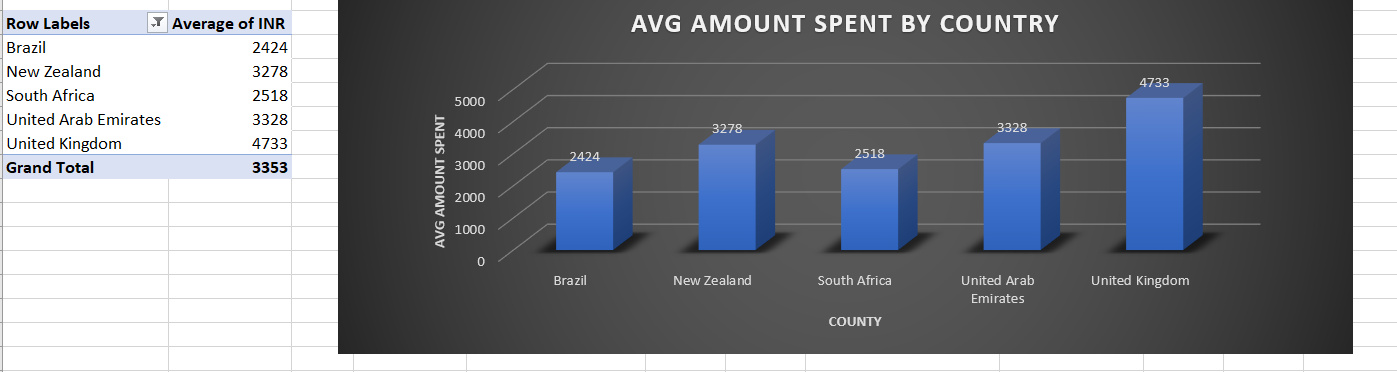 Row Labels Average of INR
Brazil 2424
New Zealand 3278
South Africa 2518
United Arab Emirates 3328
United Kingdom 4733
Grand Total 3353
AVG AMOUNT SPENT BY COUNTRY
AVG AMOUNT SPENT
5000
4000
3000
2000
1000
0
2424
3278
2518
3328
4733
Brazil
New Zealand
South Africa
United Arab
Emirates
United Kingdom
COUNTY